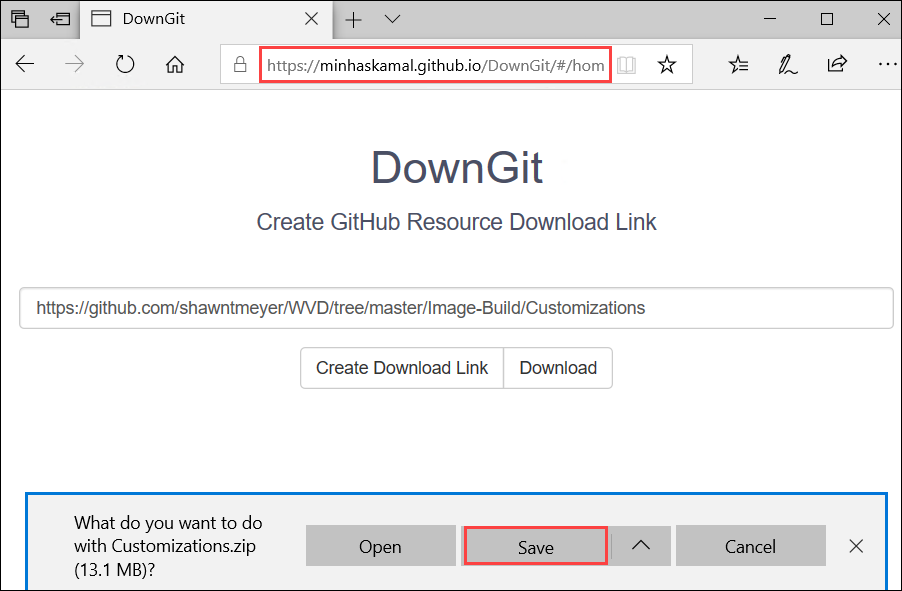 DownGit
https://minhaskamal.github.io/DownGit/#/hom
DownGit
Create GitHub Resource Download Link
https://github.com/shawntmeyer/WVD/tree/master/Image-Build/Customizations
Create Download Link Download
What do you want to do
with Customizations.zip
(13.1 MB)?
Open Save Cancel